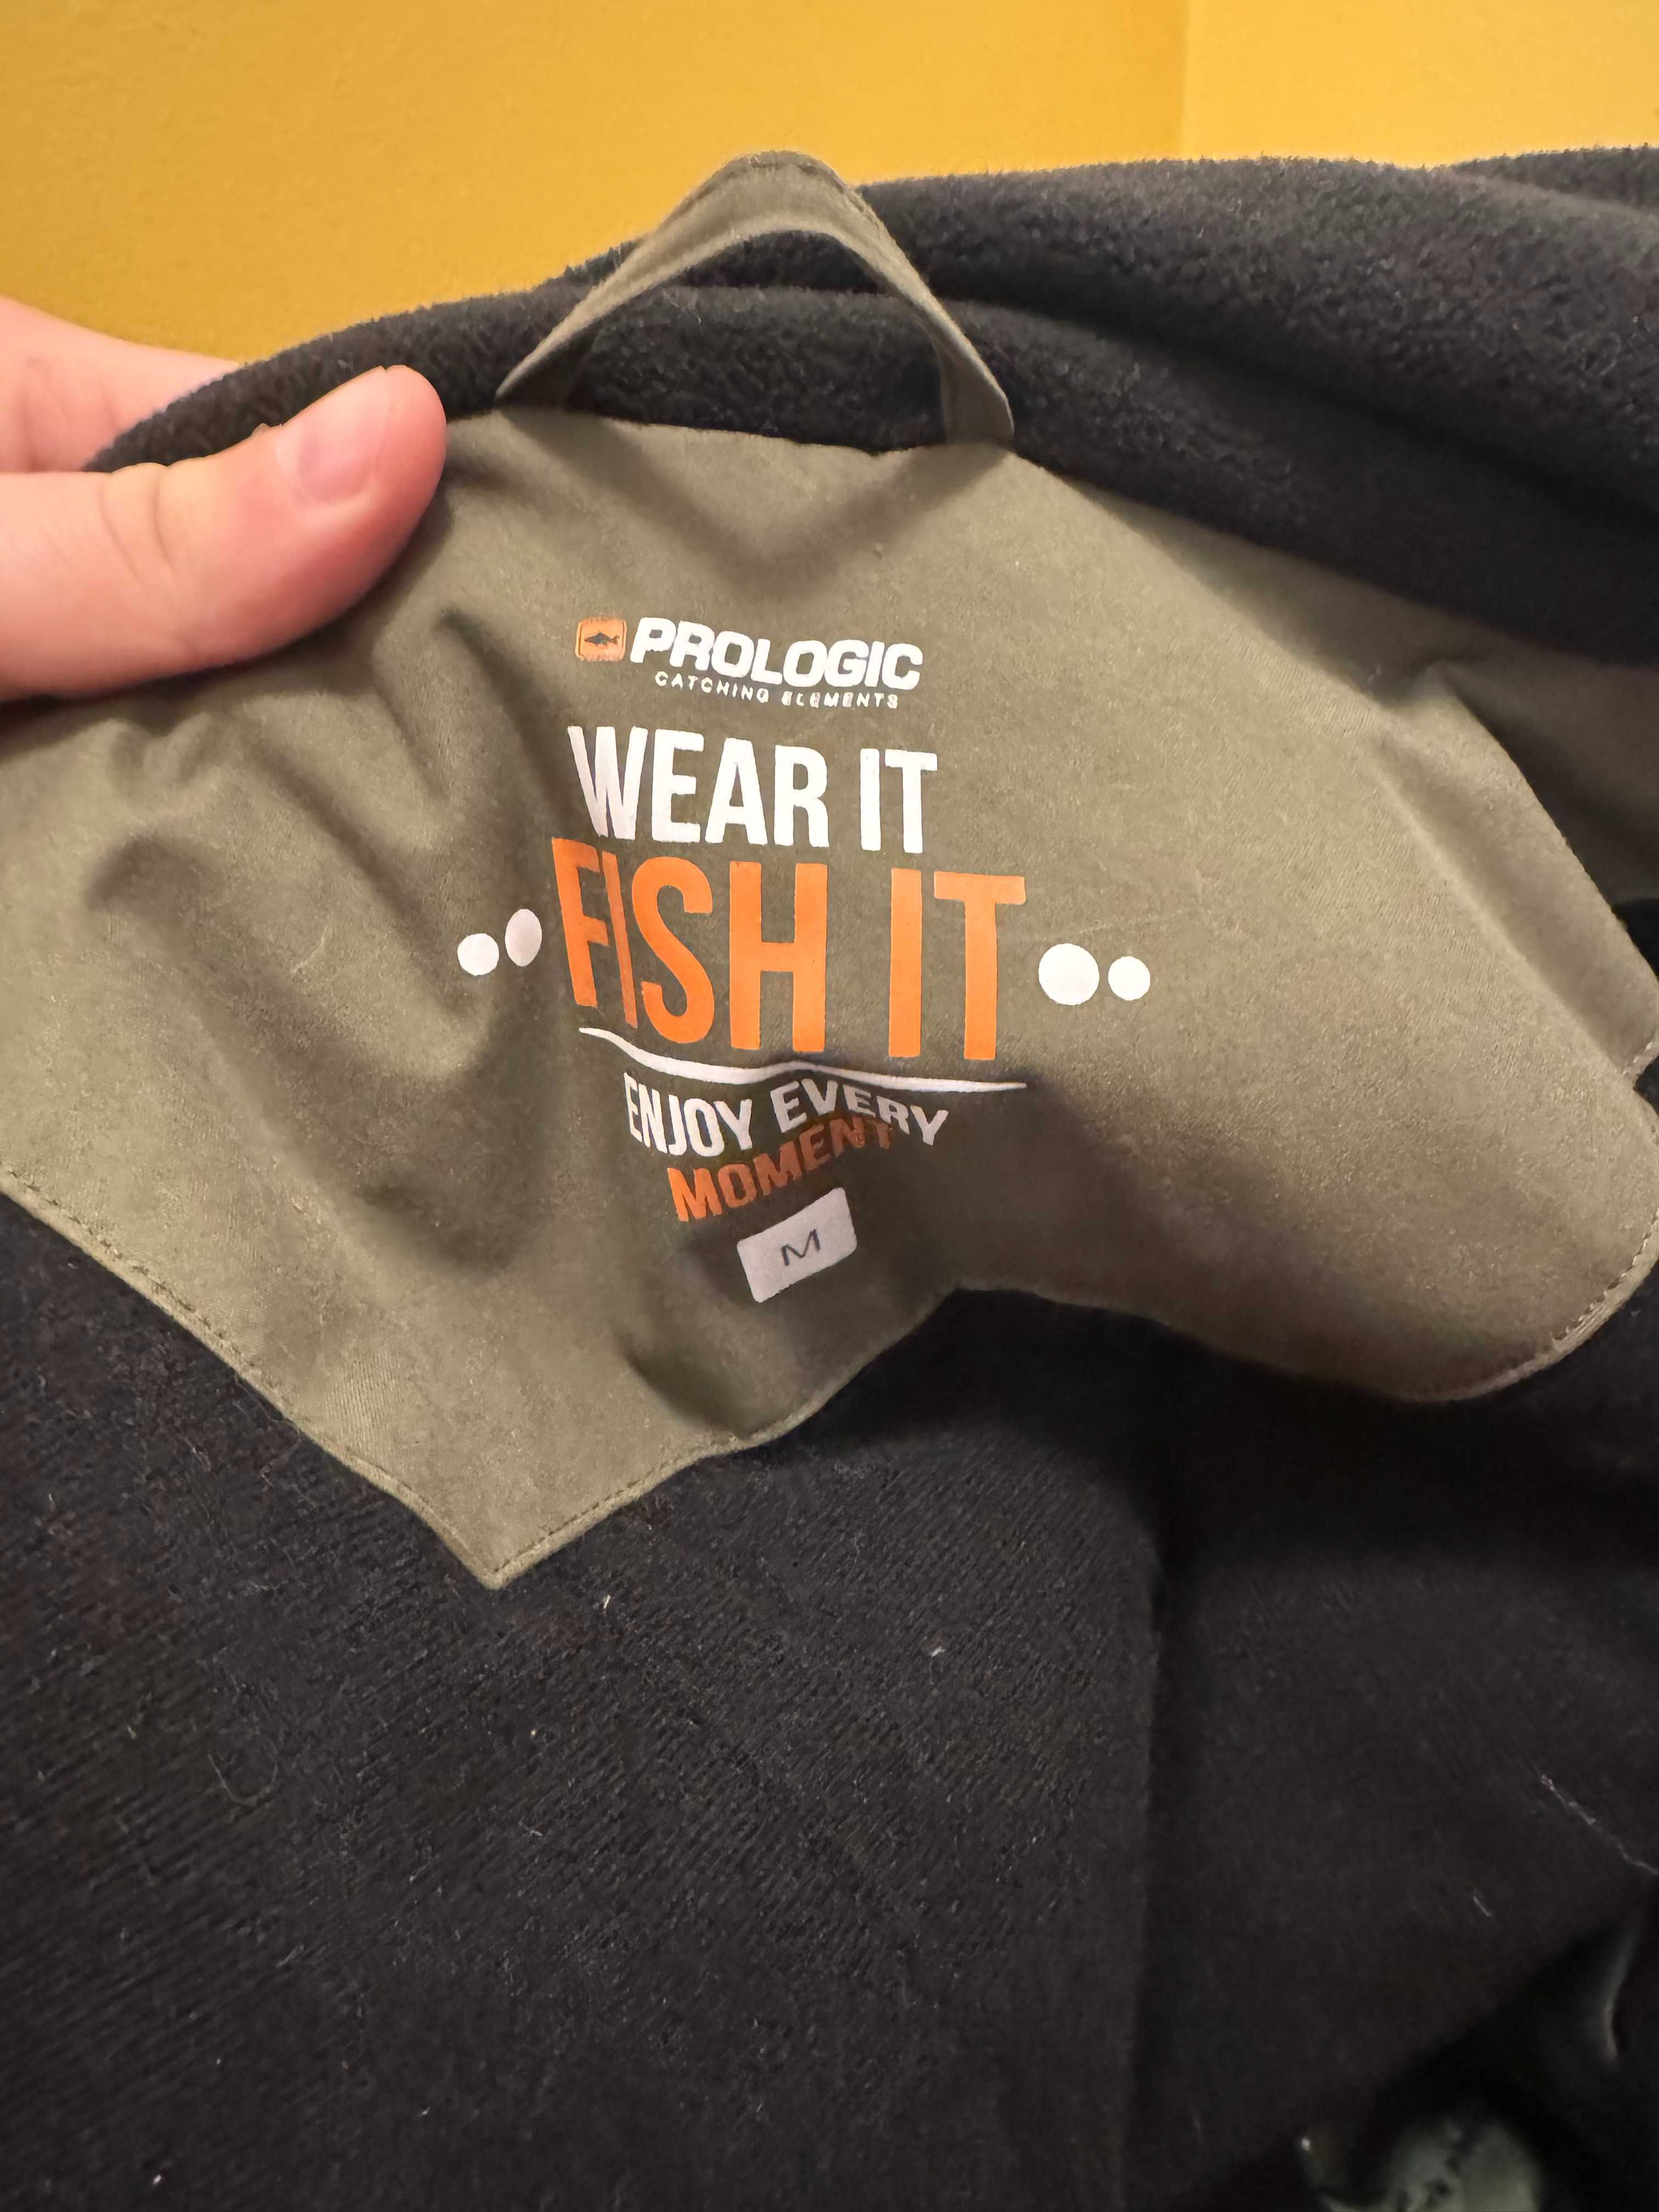 PROLOGIC
CATCHING ELEMENTS
WEAR IT
FISH IT
ENJOY EVERY
MOMENT
M